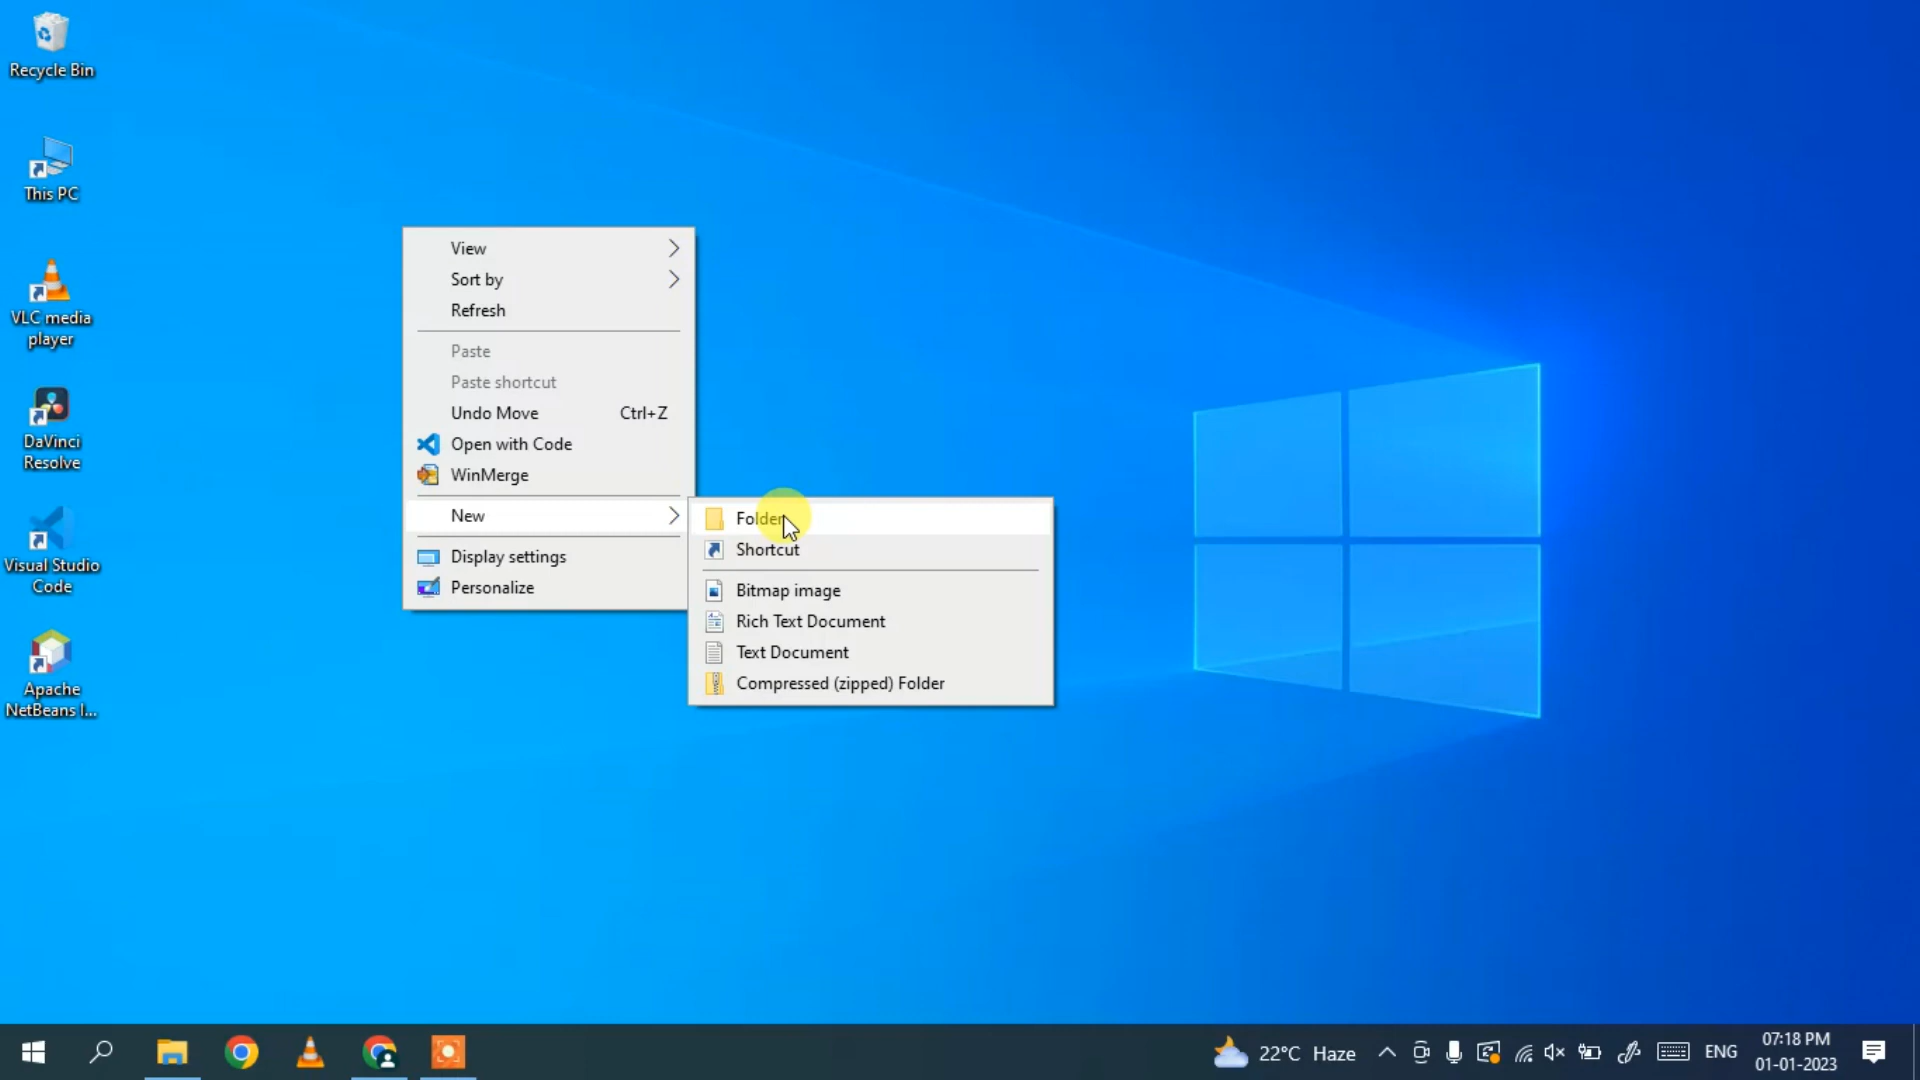 Recycle Bin
This PC
VLC media
player
DaVinci
Resolve
Visual Studio
Code
Apache
NetBeans I...
View
Sort by
Refresh
Paste
Paste shortcut
Undo Move Ctrl+Z
Open with Code
WinMerge
New
Display settings
Personalize
Folder
Shortcut
Bitmap image
Rich Text Document
Text Document
Compressed (zipped) Folder
22°C Haze
ENG
07:18 PM
01-01-2023